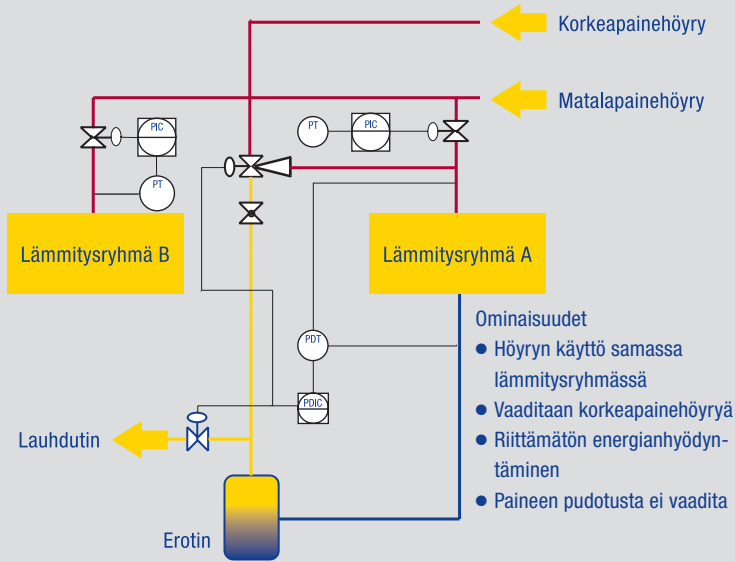 Korkeapainehöyry
Matalapainehöyry
PIC
PT
PIC
PT
Lämmitysryhmä B
Lämmitysryhmä A
Ominaisuudet
● Höyryn käyttö samassa
lämmitysryhmässä
● Vaaditaan korkeapainehöyryä
● Riittämätön energianhyödyn-
täminen
● Paineen pudotusta ei vaadita
PDT
PDIC
Lauhdutin
Erotin